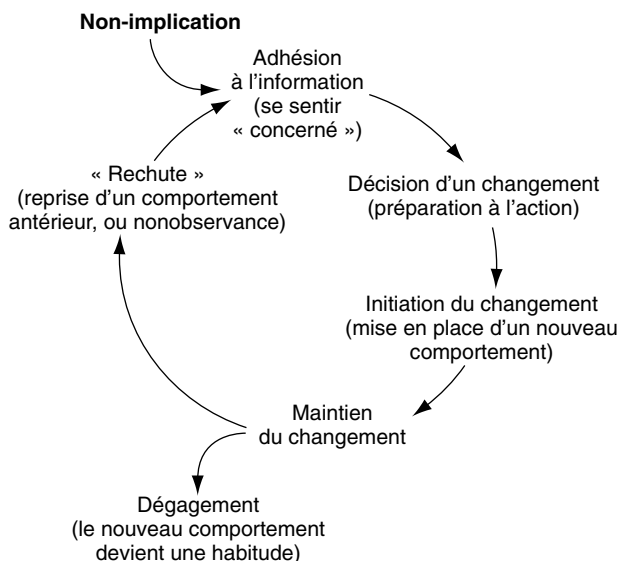 Non-implication
Adhésion
à l’information
(se sentir
« concerné »)
Décision d’un changement
(préparation à l’action)
Initiation du changement
(mise en place d’un nouveau
comportement)
Maintien
du changement
Dégagement
(le nouveau comportement
devient une habitude)
« Rechute »
(reprise d’un comportement
antérieur, ou nonobservance)